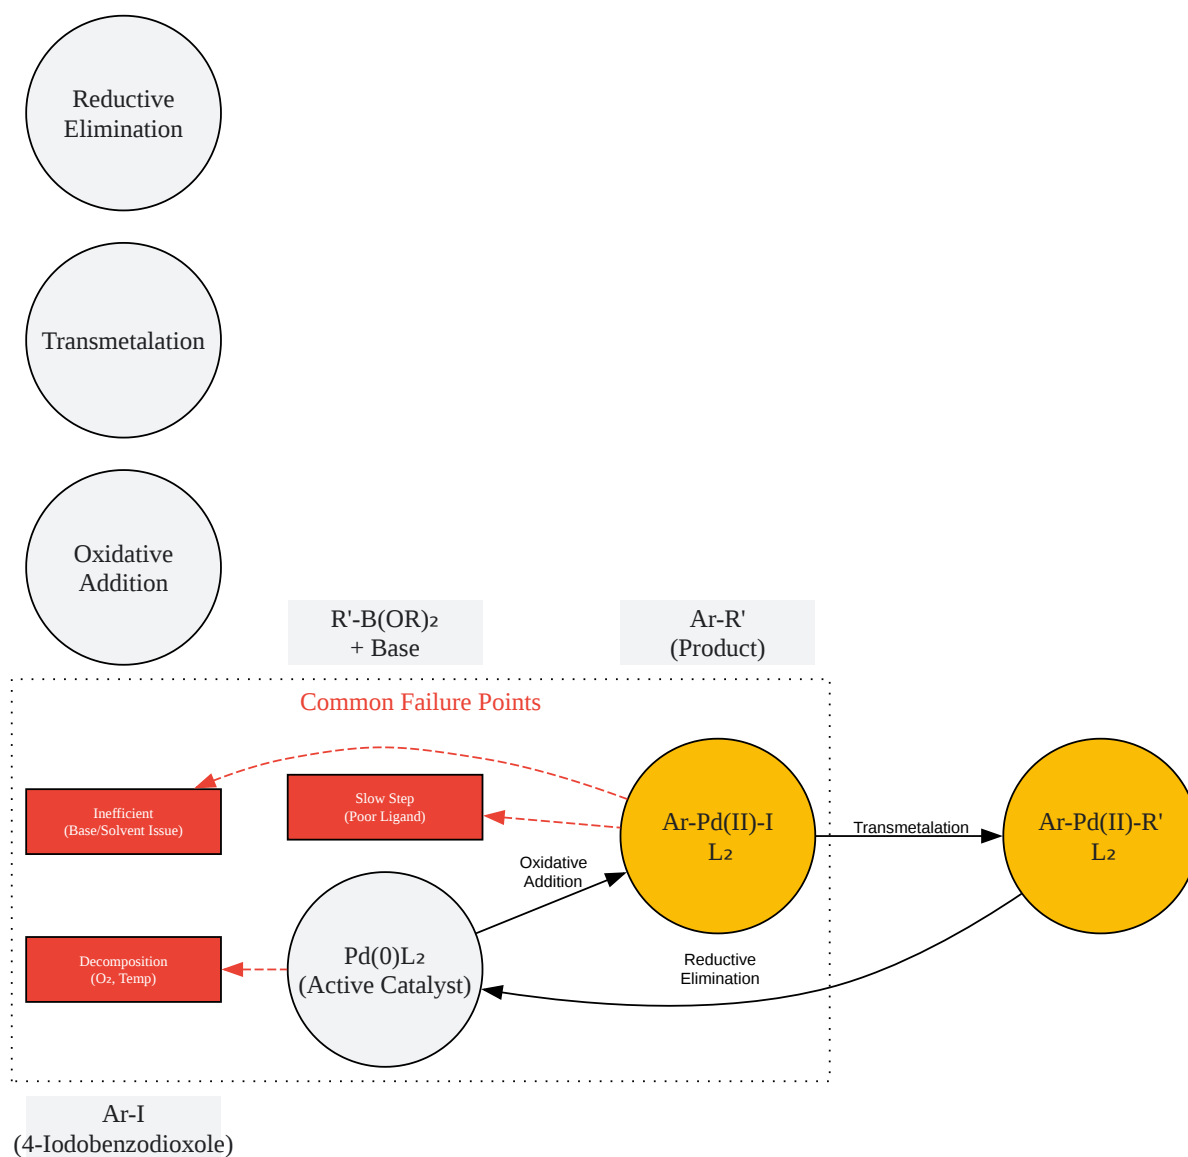 Reductive
Elimination
Transmetalation
Oxidative
Addition
R'-B(OR)₂
+ Base
Ar-R'
(Product)
Common Failure Points
Inefficient
(Base/Solvent Issue)
Slow Step
(Poor Ligand)
Ar-Pd(II)-I
L₂
Transmetalation
Ar-Pd(II)-R'
L₂
Oxidative
Addition
Decomposition
(O₂, Temp)
Pd(0)L₂
(Active Catalyst)
Reductive
Elimination
Ar-I
(4-Iodobenzodioxole)